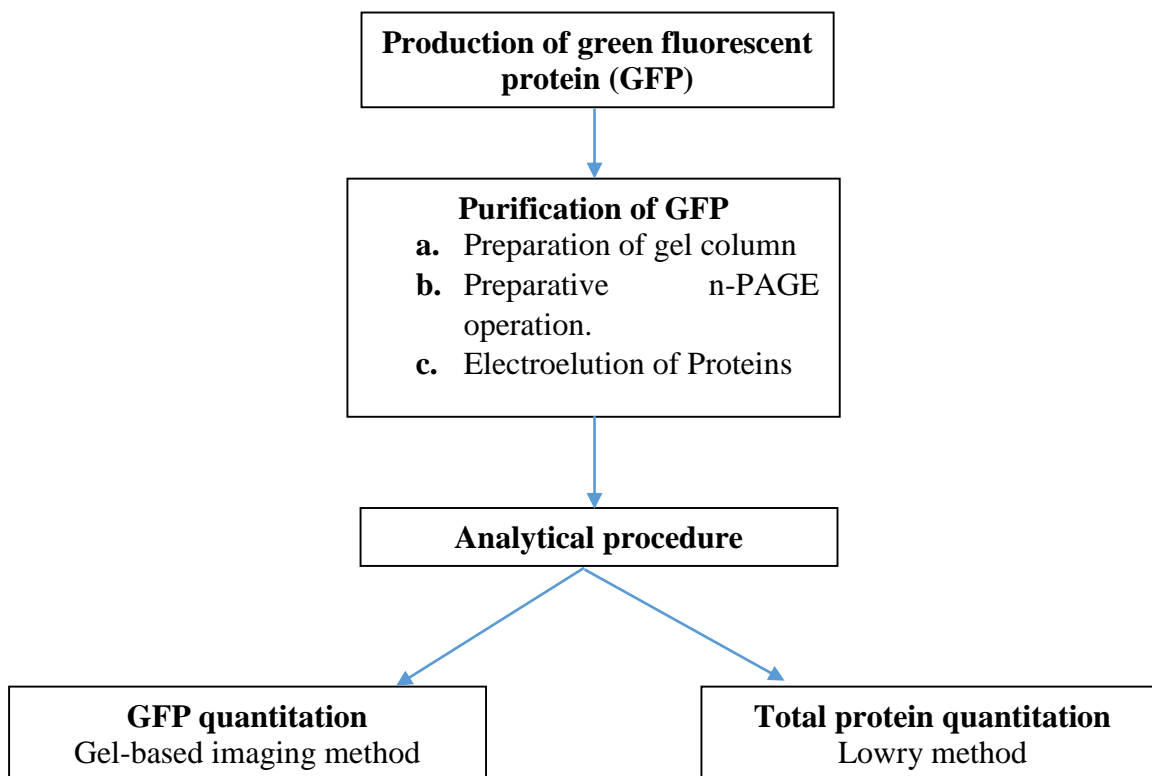 Production of green fluorescent
protein (GFP)
Purification of GFP
a. Preparation of gel column
b. Preparative n-PAGE
operation.
c. Electroelution of Proteins
Analytical procedure
GFP quantitation
Gel-based imaging method
Total protein quantitation
Lowry method